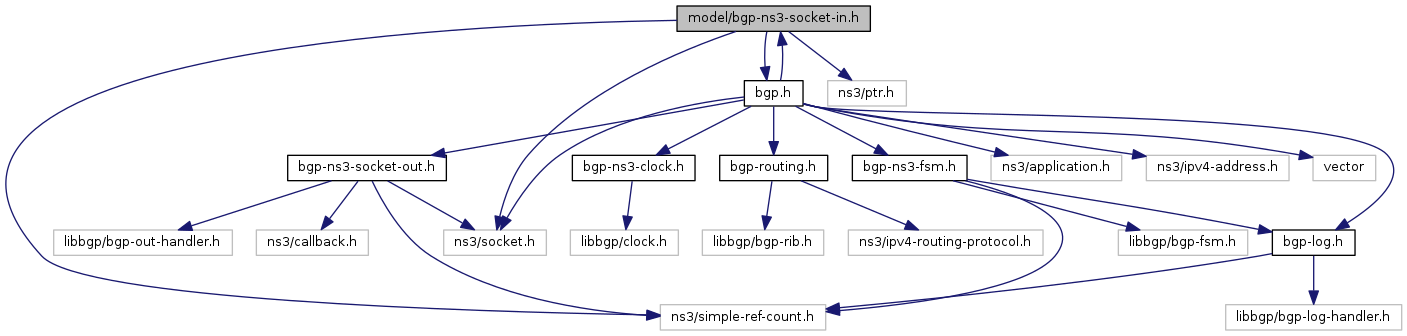 model/bgp-ns3-socket-in.h
bgp.h
ns3/ptr.h
bgp-ns3-socket-out.h
bgp-ns3-clock.h
bgp-routing.h
bgp-ns3-fsm.h
ns3/application.h
ns3/ipv4-address.h
vector
libbgp/bgp-out-handler.h
ns3/callback.h
ns3/socket.h
libbgp/clock.h
libbgp/bgp-rib.h
ns3/ipv4-routing-protocol.h
libbgp/bgp-fsm.h
bgp-log.h
ns3/simple-ref-count.h
libbgp/bgp-log-handler.h